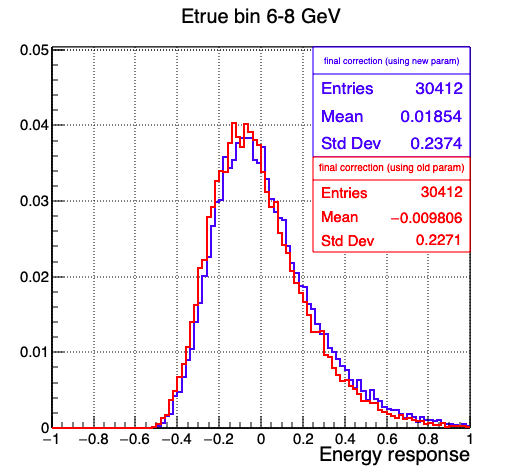 Etrue bin 6-8 GeV
0.05
0.04
0.03
0.02
0.01
0
final correction (using new param)
Entries 30412
Mean 0.01854
Std Dev 0.2374
final correction (using old param)
Entries 30412
Mean −0.009806
Std Dev 0.2271
−1 −0.8 −0.6 −0.4 −0.2 0 0.2 0.4 0.6 0.8 1
Energy response